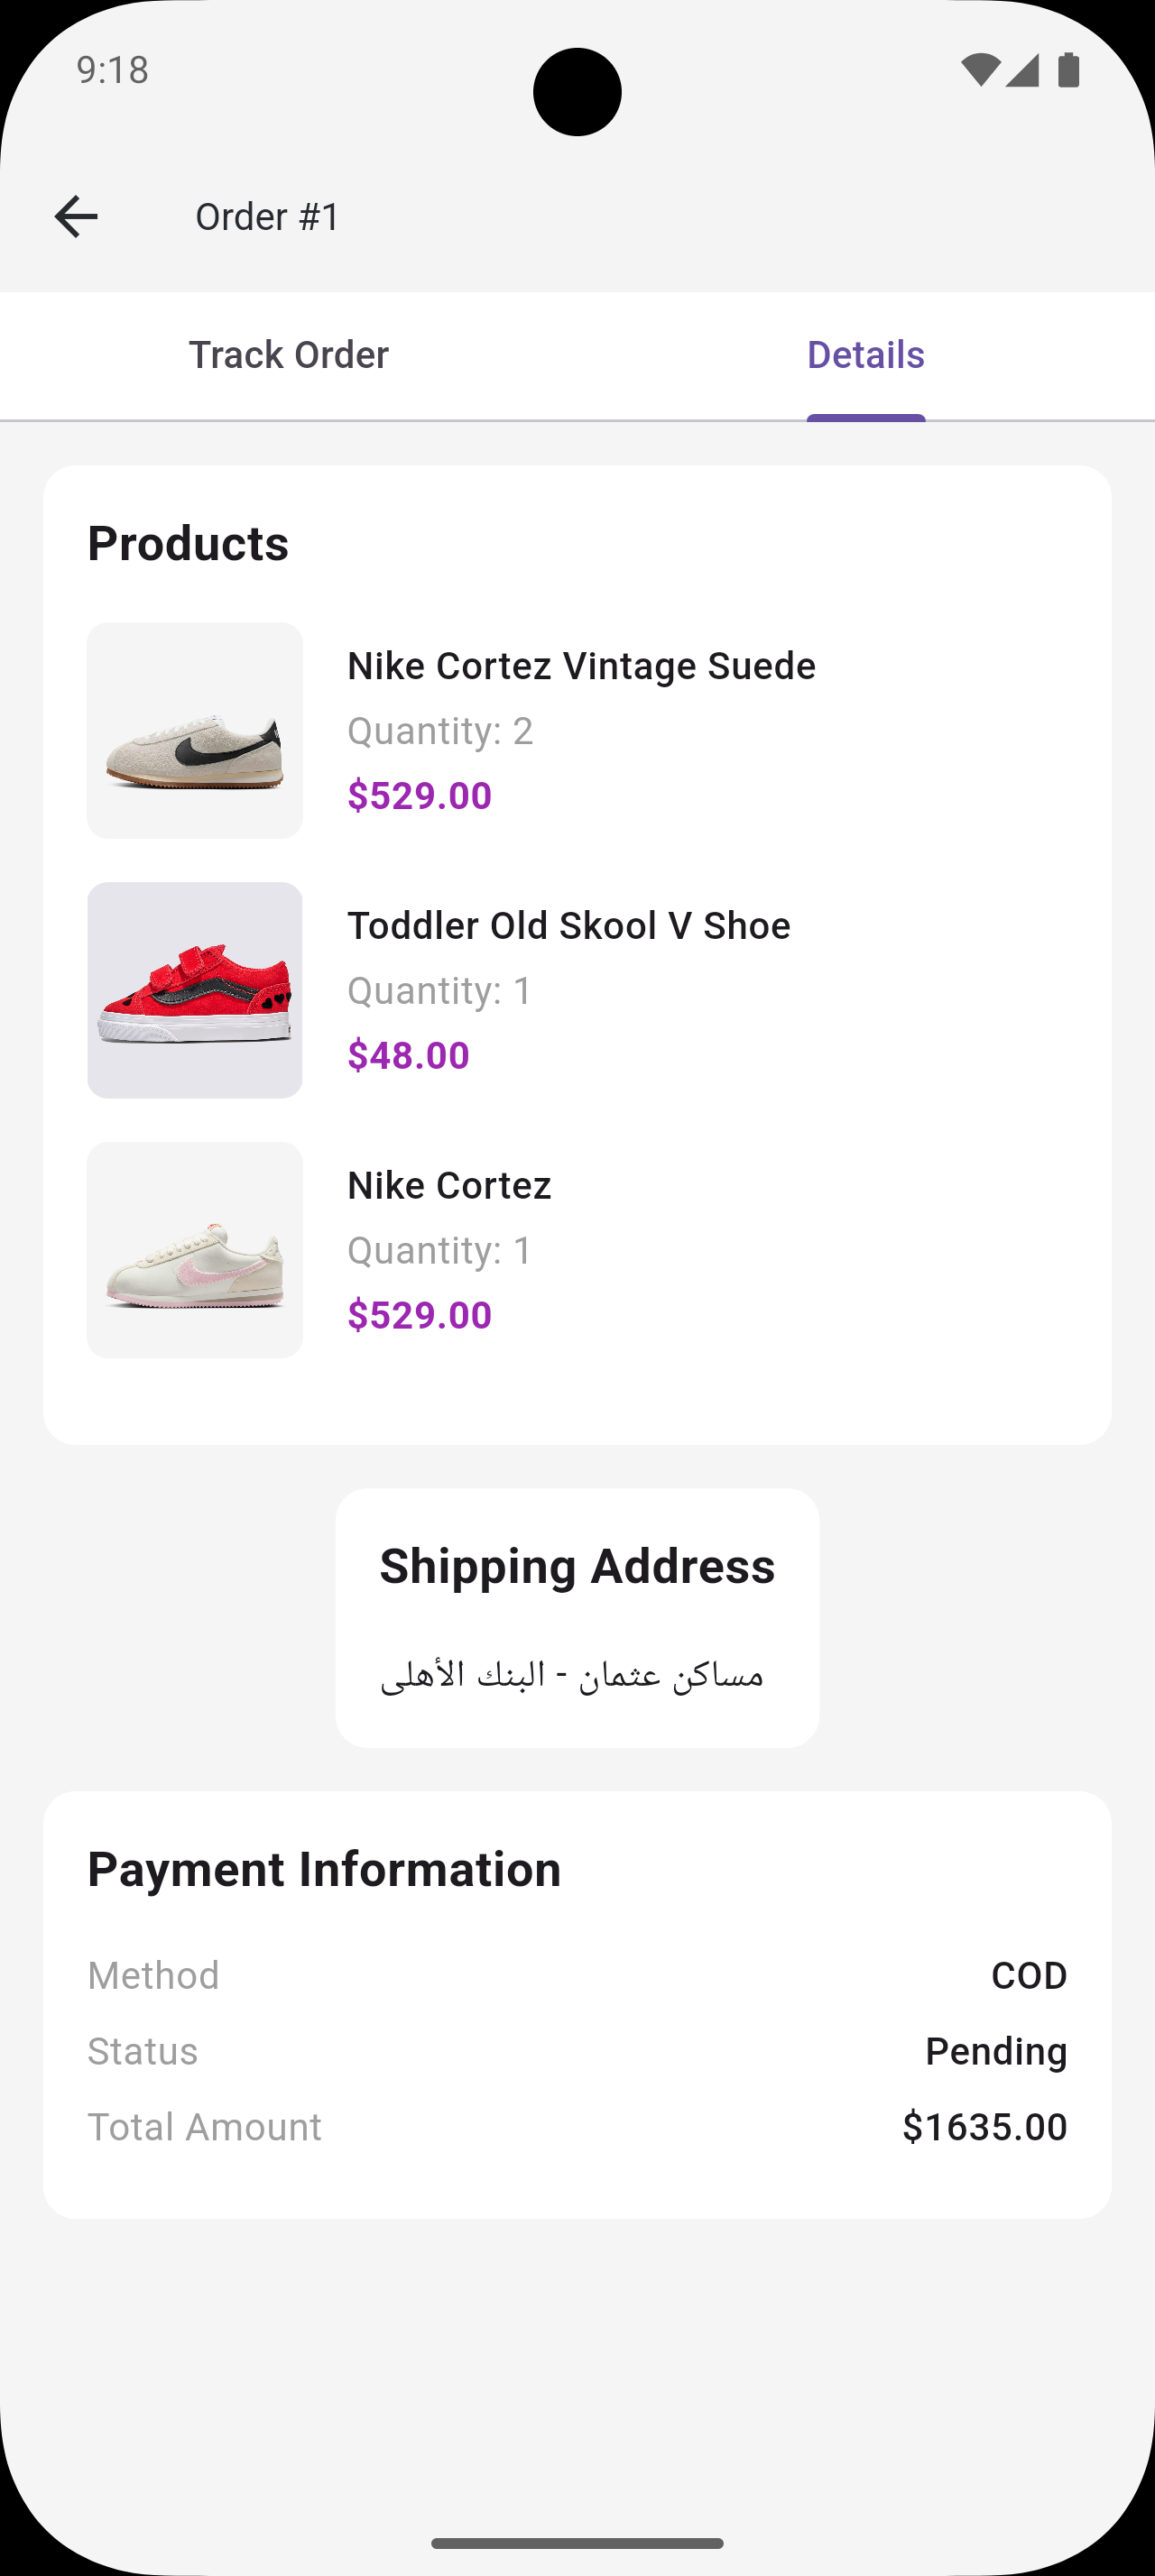 9:18
Order #1
Track Order
Details
Products
Nike Cortez Vintage Suede
Quantity: 2
$529.00
Toddler Old Skool V Shoe
Quantity: 1
$48.00
Nike Cortez
Quantity: 1
$529.00
Shipping Address
مساكن عثمان - البنك الأهلى
Payment Information
Method
COD
Status
Pending
Total Amount
$1635.00